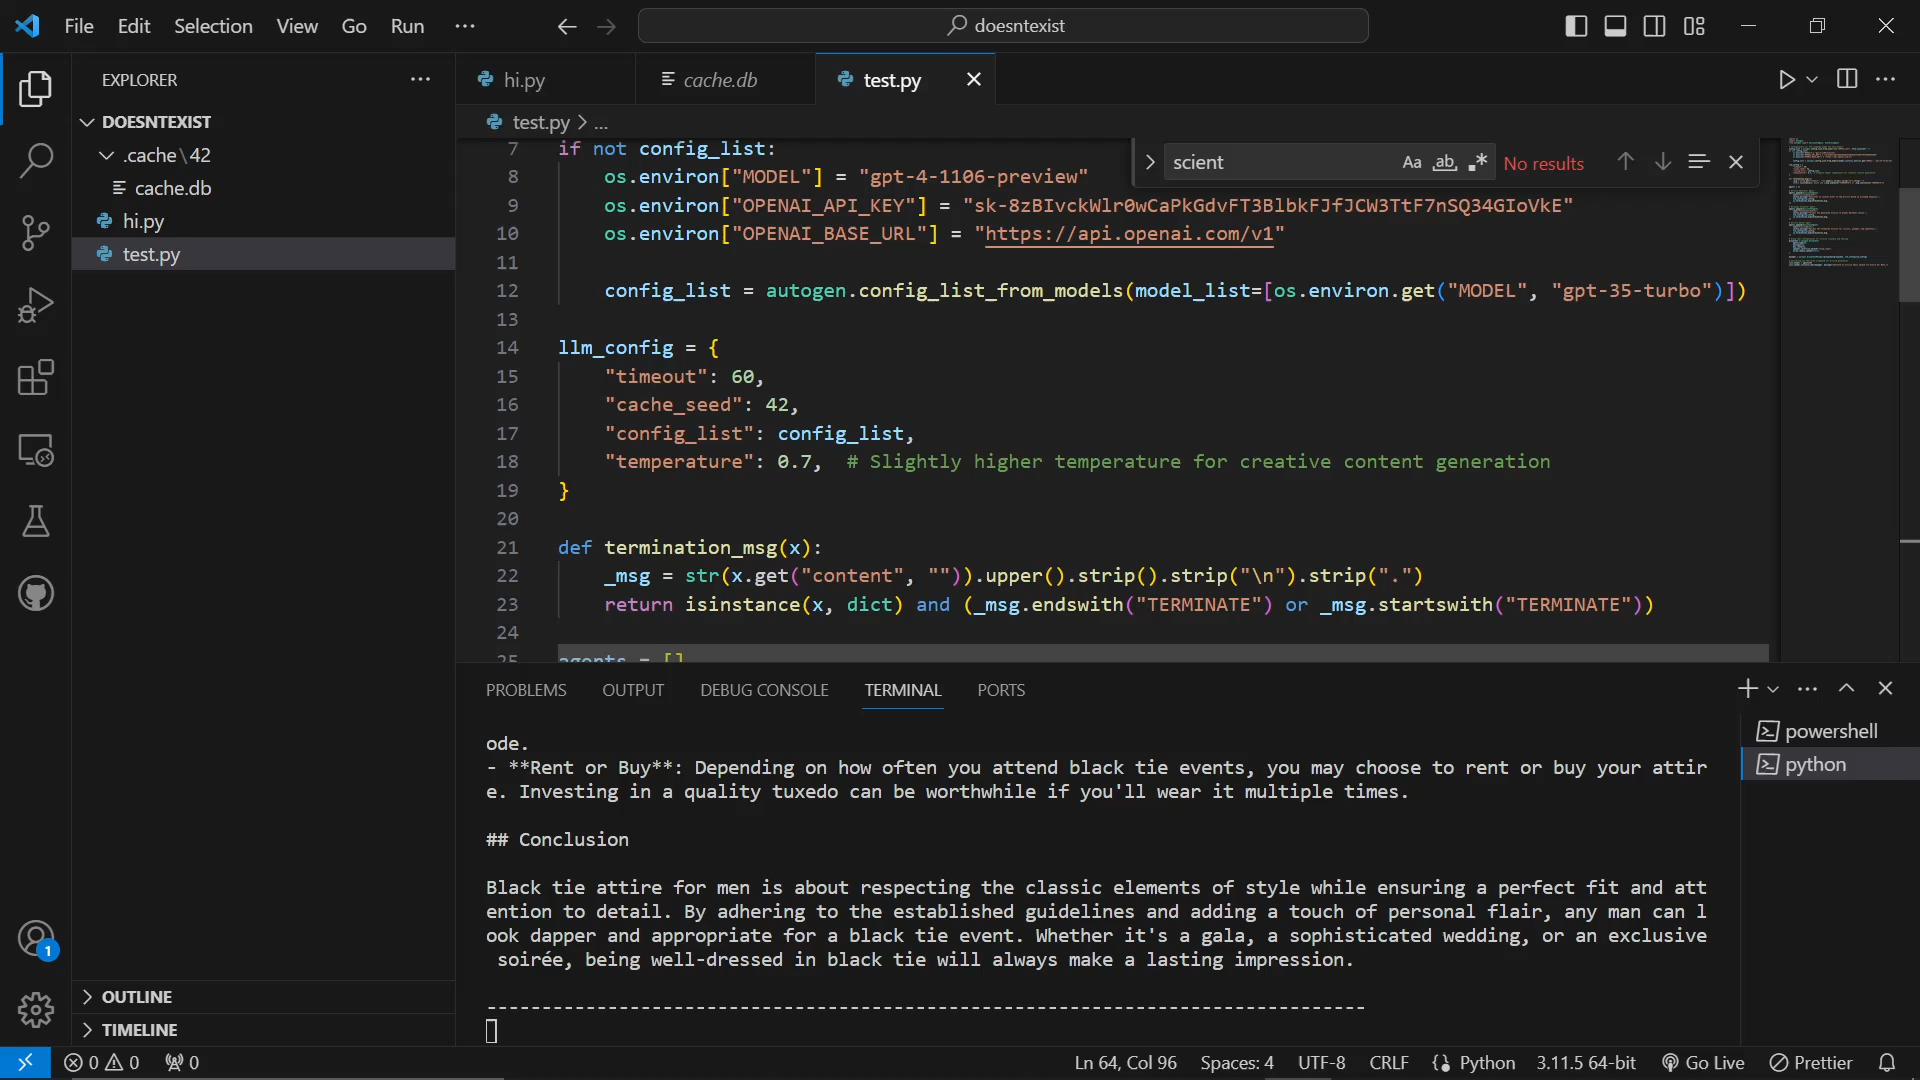 File Edit Selection View Go Run ···
doesntexist
EXPLORER
DOESNTEXIST
.cache\42
cache.db
hi.py
test.py
OUTLINE
TIMELINE
hi.py cache.db test.py
test.py > ...
scient Aa ab .* No results
7 if not config_list:
8 os.environ["MODEL"] = "gpt-4-1106-preview"
9 os.environ["OPENAI_API_KEY"] = "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"
10 os.environ["OPENAI_BASE_URL"] = "https://api.openai.com/v1"
11
12 config_list = autogen.config_list_from_models(model_list=[os.environ.get("MODEL", "gpt-35-turbo")])
13
14 llm_config = {
15 "timeout": 60,
16 "cache_seed": 42,
17 "config_list": config_list,
18 "temperature": 0.7, # Slightly higher temperature for creative content generation
19 }
20
21 def termination_msg(x):
22 _msg = str(x.get("content", "")).upper().strip().strip("\n").strip(".")
23 return isinstance(x, dict) and (_msg.endswith("TERMINATE") or _msg.startswith("TERMINATE"))
24
25 agents = []
PROBLEMS OUTPUT DEBUG CONSOLE TERMINAL PORTS
powershell
python
ode.
- **Rent or Buy**: Depending on how often you attend black tie events, you may choose to rent or buy your attir
e. Investing in a quality tuxedo can be worthwhile if you'll wear it multiple times.
## Conclusion
Black tie attire for men is about respecting the classic elements of style while ensuring a perfect fit and att
ention to detail. By adhering to the established guidelines and adding a touch of personal flair, any man can l
ook dapper and appropriate for a black tie event. Whether it's a gala, a sophisticated wedding, or an exclusive
soirée, being well-dressed in black tie will always make a lasting impression.
--------------------------------------------------------------------------------
1
0 0 0 Ln 64, Col 96 Spaces: 4 UTF-8 CRLF Python 3.11.5 64-bit Go Live Prettier